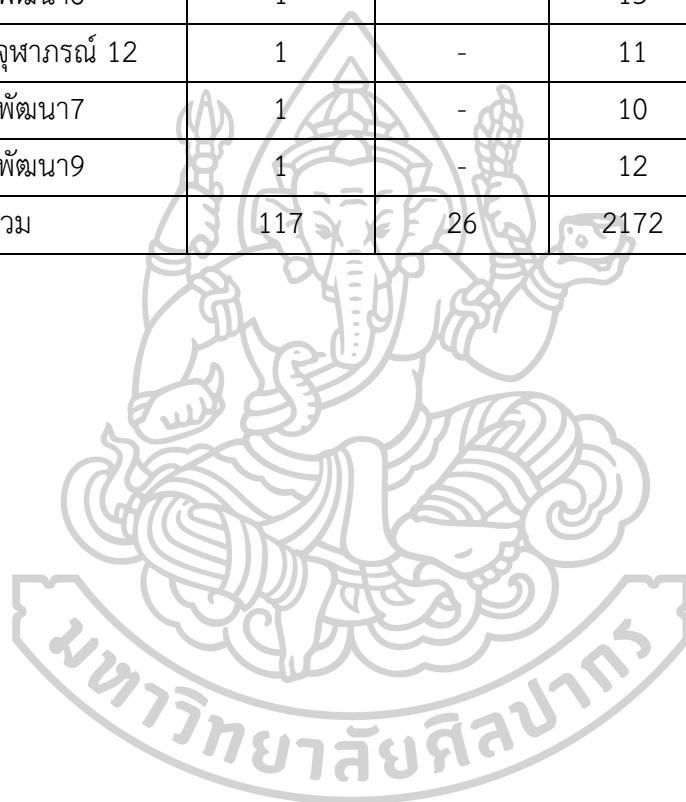 จุฬาภรณ์ 12 1 - 11
พัฒนา7 1 - 10
พัฒนา9 1 - 12
วม 117 26 2172
มหาวิทยาลัยศิลปากร